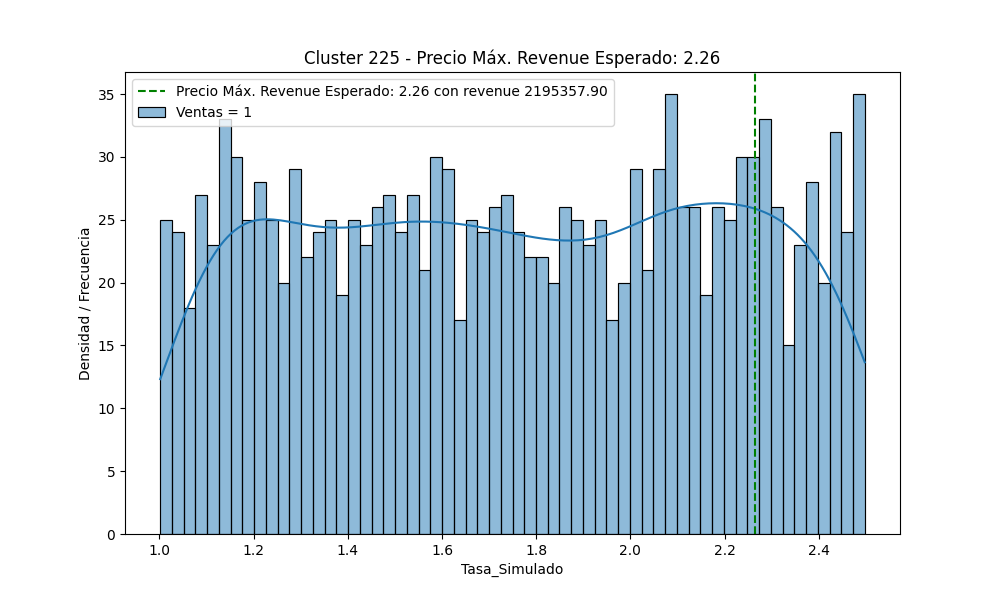 Cluster 225 - Precio Máx. Revenue Esperado: 2.26
Precio Máx. Revenue Esperado: 2.26 con revenue 2195357.90
Ventas = 1
Densidad / Frecuencia
35
30
25
20
15
10
5
0
1.0 1.2 1.4 1.6 1.8 2.0 2.2 2.4
Tasa_Simulado